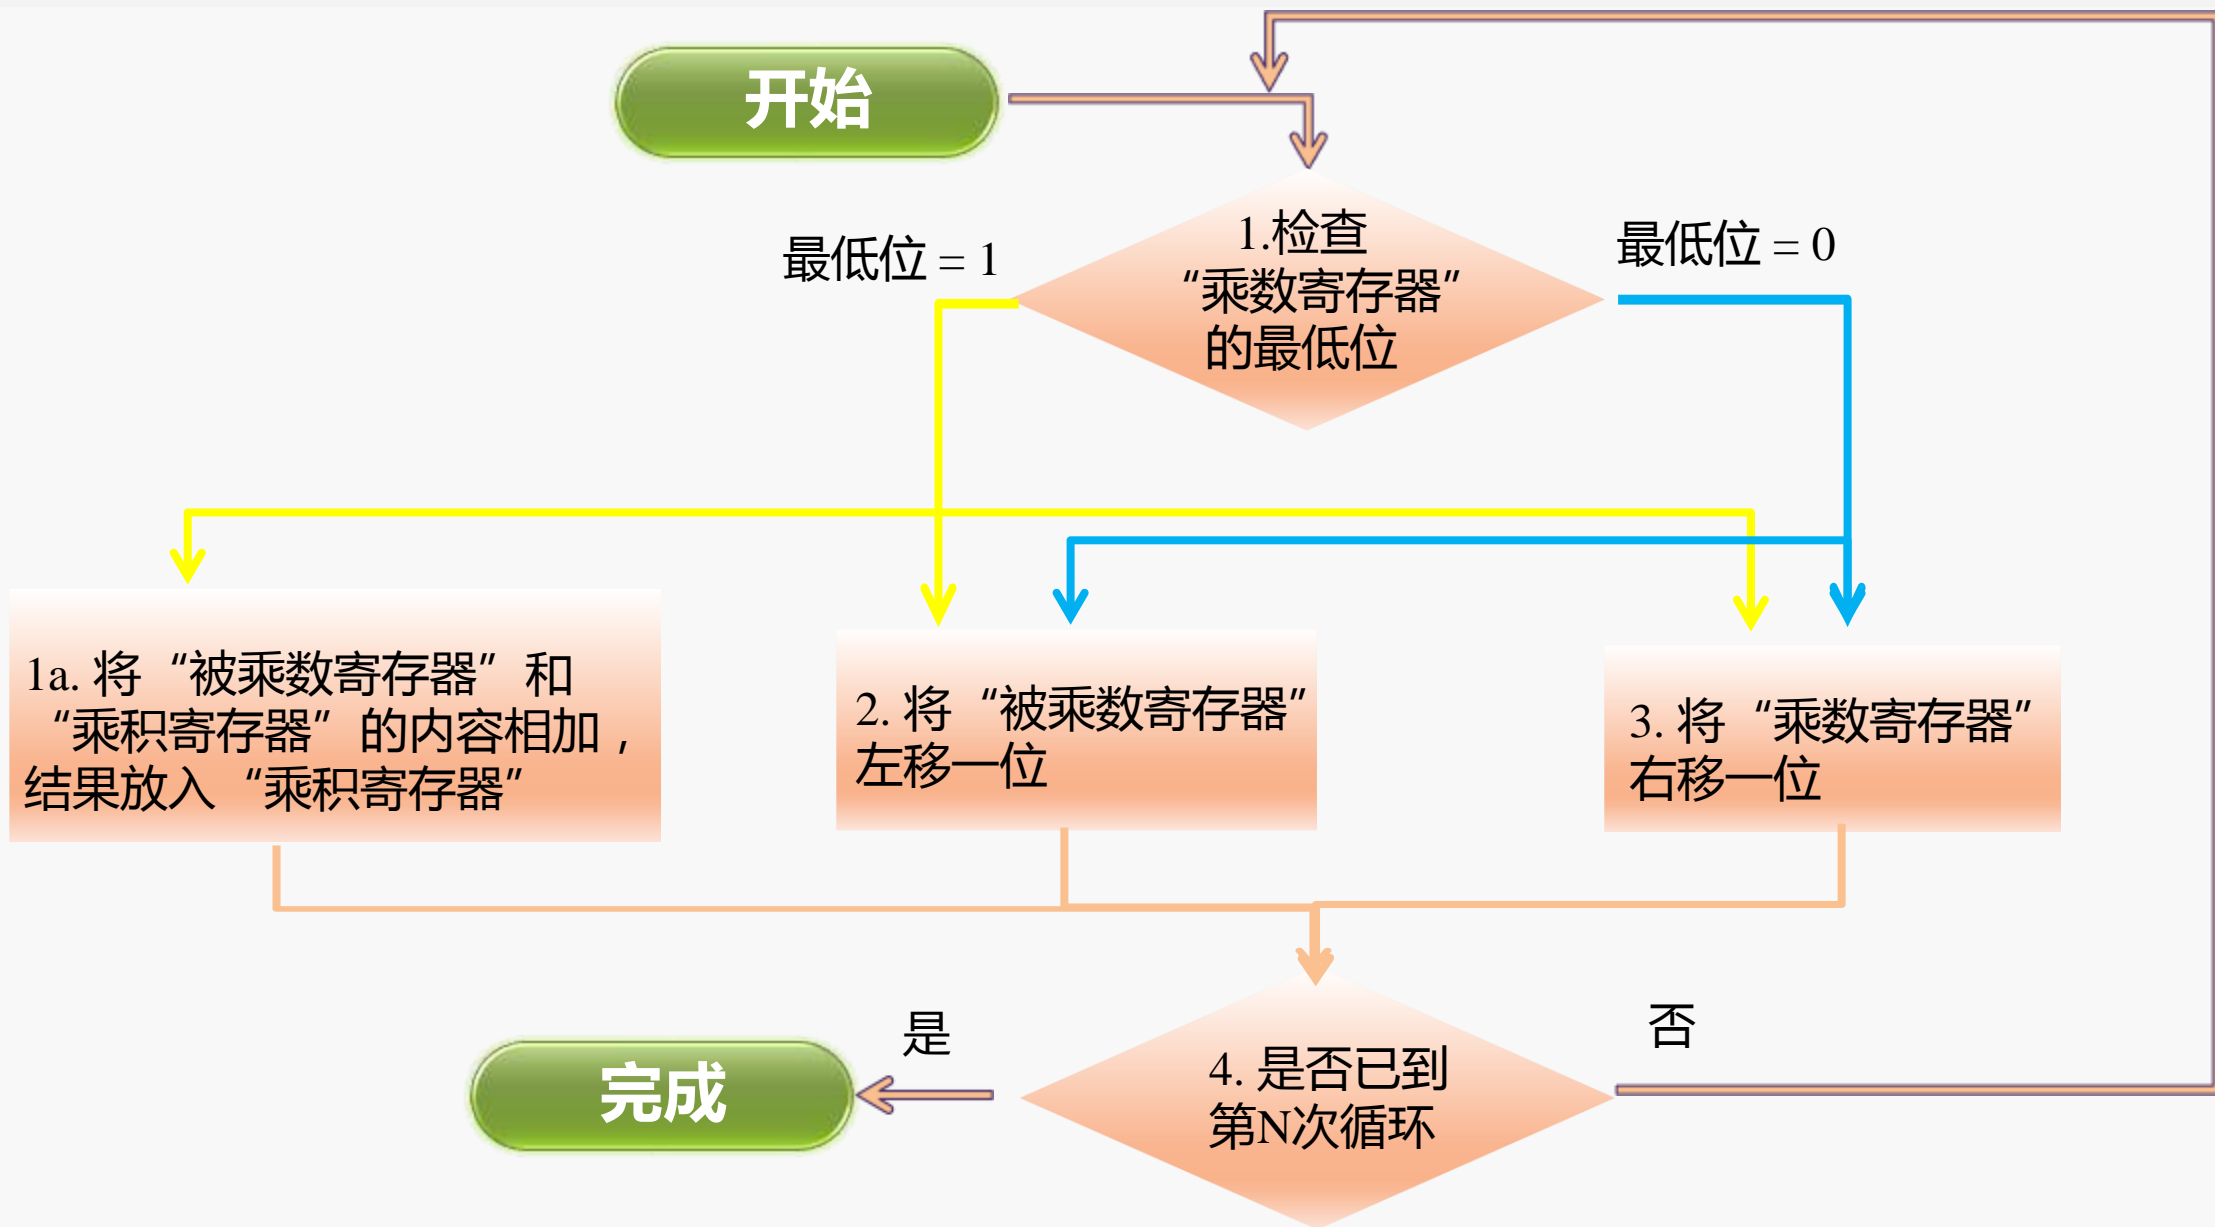 开始
最低位 = 1
1.检查
“乘数寄存器”
的最低位
最低位 = 0
1a. 将“被乘数寄存器”和
“乘积寄存器”的内容相加，
结果放入“乘积寄存器”
2. 将“被乘数寄存器”
左移一位
3. 将“乘数寄存器”
右移一位
完成
是
4. 是否已到
第N次循环
否